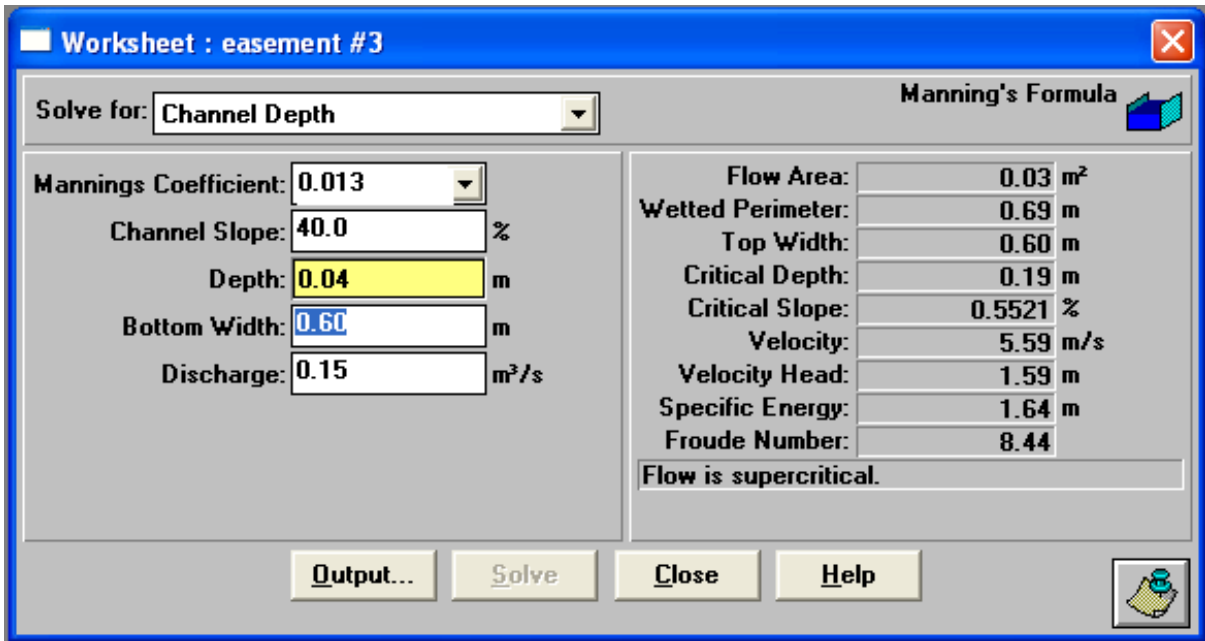 Worksheet : easement #3
Solve for: Channel Depth
Manning's Formula
Mannings Coefficient: 0.013
Channel Slope: 40.0 %
Depth: 0.04 m
Bottom Width: 0.60 m
Discharge: 0.15 m³/s
Flow Area: 0.03 m²
Wetted Perimeter: 0.69 m
Top Width: 0.60 m
Critical Depth: 0.19 m
Critical Slope: 0.5521 %
Velocity: 5.59 m/s
Velocity Head: 1.59 m
Specific Energy: 1.64 m
Froude Number: 8.44
Flow is supercritical.
Output... Solve Close Help